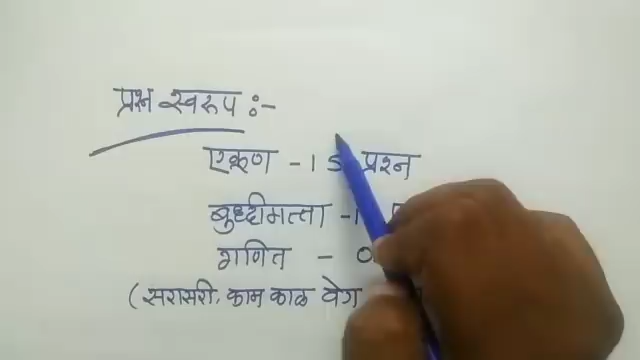 प्रश्न स्वरूप :-
एकूण - 15 प्रश्न
बुध्दीमत्ता - 1
गणित - 0
(सरासरी. काम काळ वेग